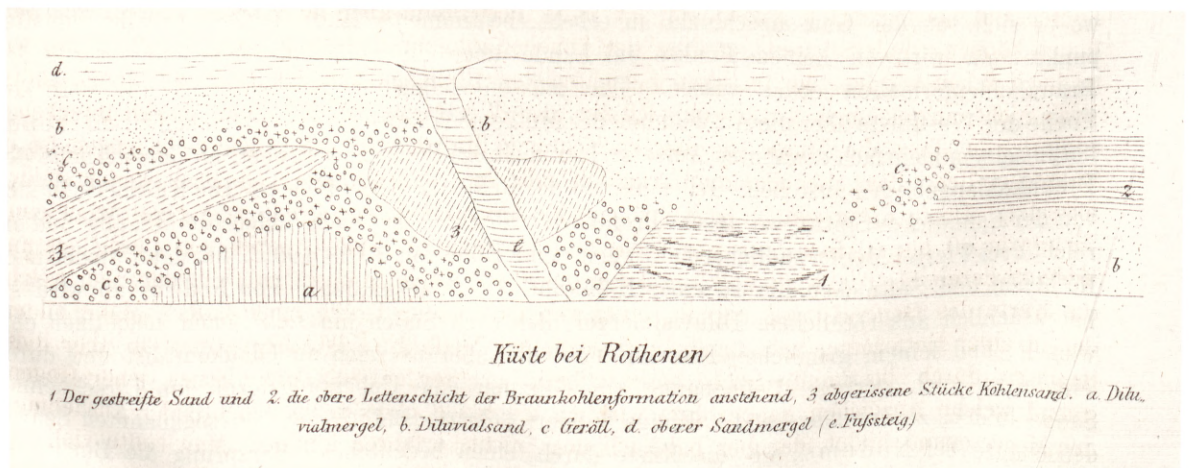 d.
b
b
c
c
2
3
3
e
b
c
a
1
Küste bei Rothenen
1 Der gestreifte Sand und 2. die obere Lettenschicht der Braunkohlenformation anstehend, 3 abgerissene Stücke Kohlensand. a. Dilu-
vialmergel, b. Diluvialsand, c Geröll, d. oberer Sandmergel (e. Fussteig)